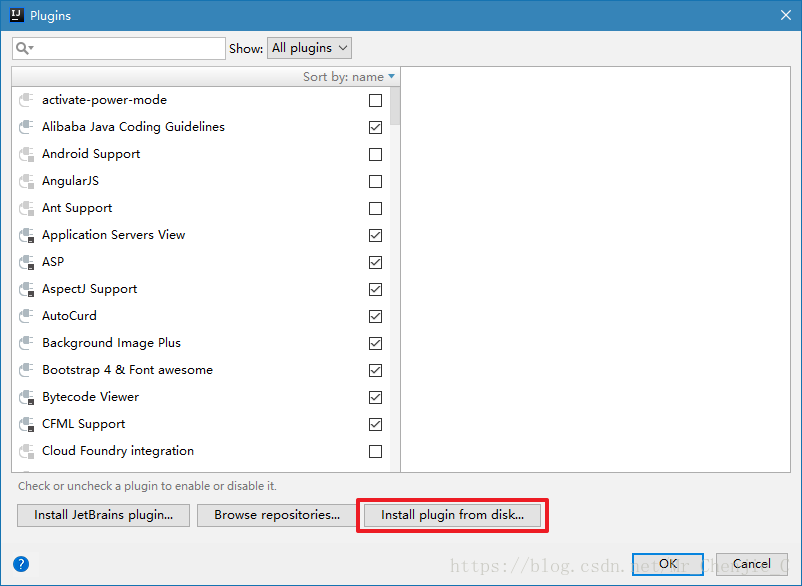 IJ Plugins
Show: All plugins
Sort by: name
activate-power-mode
Alibaba Java Coding Guidelines
Android Support
AngularJS
Ant Support
Application Servers View
ASP
AspectJ Support
AutoCurd
Background Image Plus
Bootstrap 4 & Font awesome
Bytecode Viewer
CFML Support
Cloud Foundry integration
Check or uncheck a plugin to enable or disable it.
Install JetBrains plugin... Browse repositories... Install plugin from disk...
? OK Cancel
https://blog.csdn.net